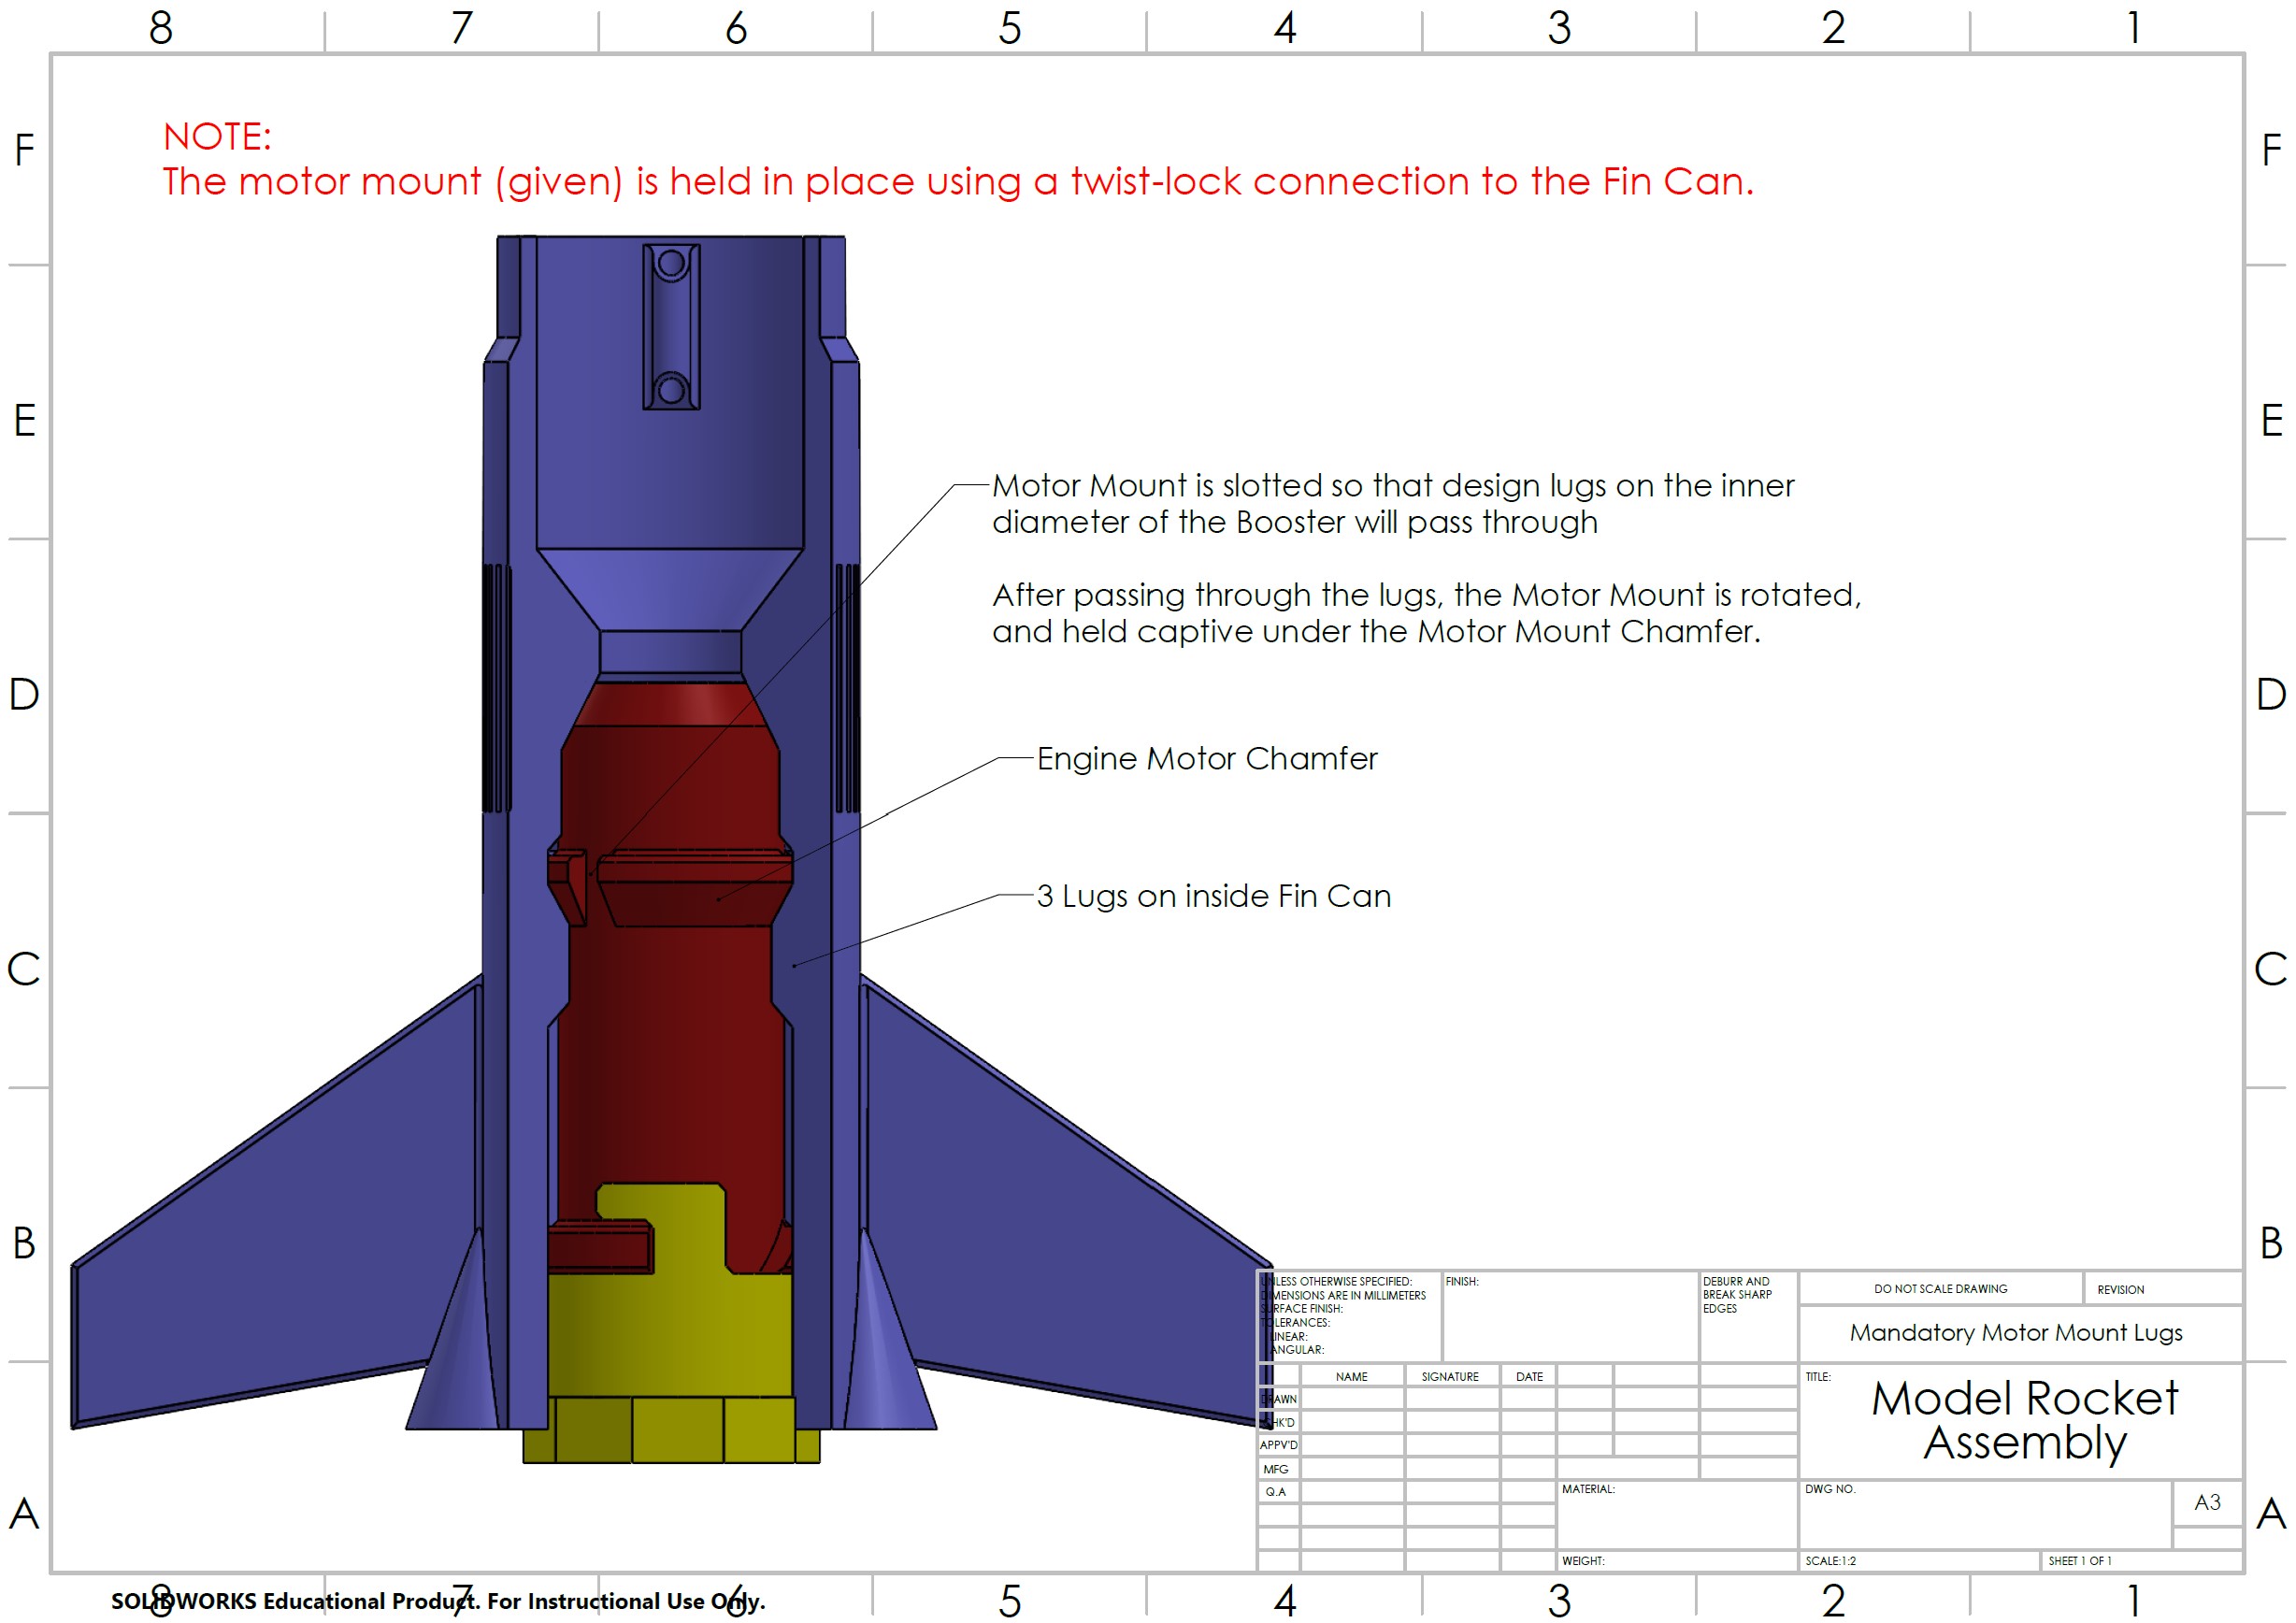 8 7 6 5 4 3 2 1
F F
NOTE:
The motor mount (given) is held in place using a twist-lock connection to the Fin Can.
E E
Motor Mount is slotted so that design lugs on the inner
diameter of the Booster will pass through
After passing through the lugs, the Motor Mount is rotated,
and held captive under the Motor Mount Chamfer.
D D
Engine Motor Chamfer
3 Lugs on inside Fin Can
C C
B B
UNLESS OTHERWISE SPECIFIED:
DIMENSIONS ARE IN MILLIMETERS
SURFACE FINISH:
TOLERANCES:
LINEAR:
ANGULAR:
FINISH:
DEBURR AND
BREAK SHARP
EDGES
DO NOT SCALE DRAWING
REVISION
Mandatory Motor Mount Lugs
NAME SIGNATURE DATE
DRAWN
CHK'D
APPV'D
MFG
Q.A
TITLE:
Model Rocket
Assembly
MATERIAL:
DWG NO.
A3
WEIGHT:
SCALE:1:2
SHEET 1 OF 1
A A
8 7 6 5 4 3 2 1
SOLIDWORKS Educational Product. For Instructional Use Only.